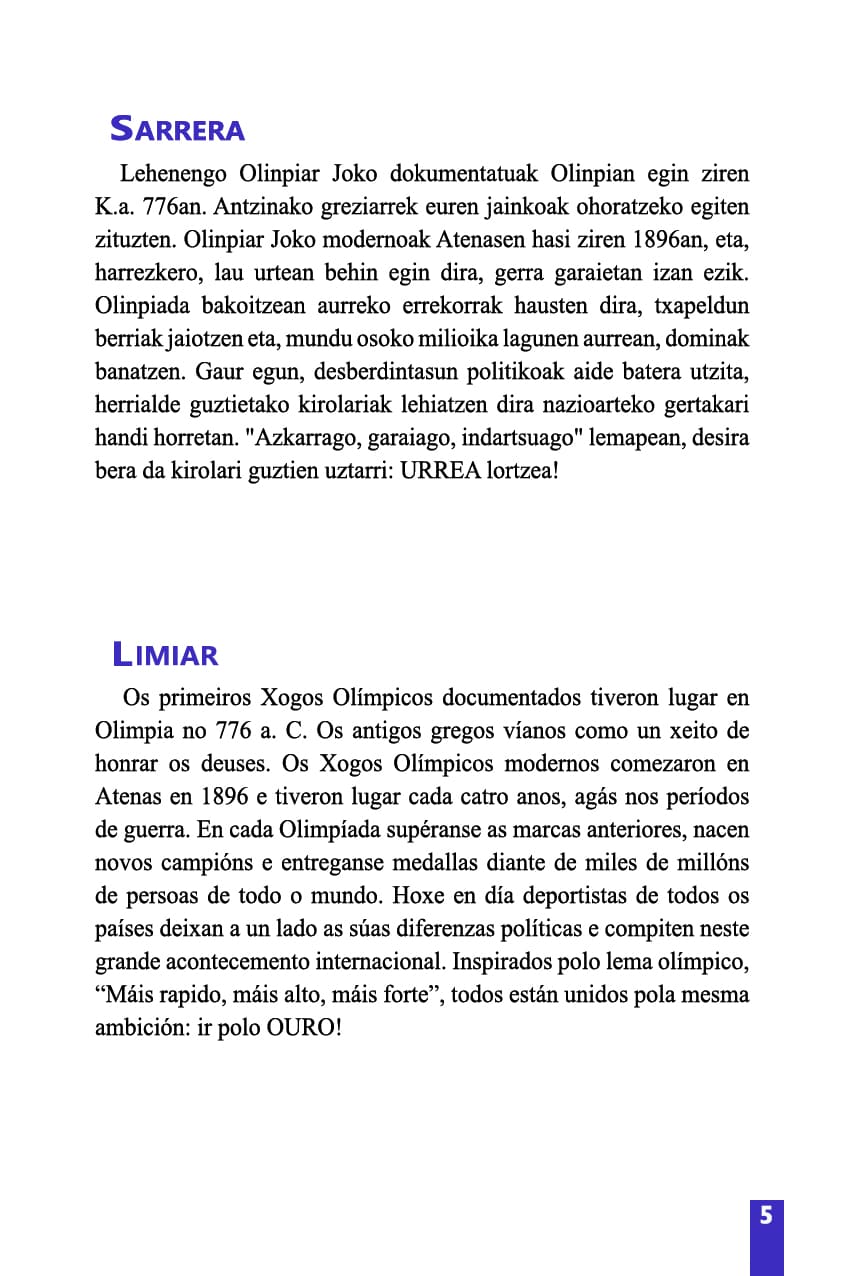 SARRERA
Lehenengo Olinpiar Joko dokumentatuak Olinpian egin ziren
K.a. 776an. Antzinako greziarrek euren jainkoak ohoratzeko egiten
zituzten. Olinpiar Joko modernoak Atenasen hasi ziren 1896an, eta,
harrezkero, lau urtean behin egin dira, gerra garaietan izan ezik.
Olinpiada bakoitzean aurreko errekorrak hausten dira, txapeldun
berriak jaiotzen eta, mundu osoko milioika lagunen aurrean, dominak
banatzen. Gaur egun, desberdintasun politikoak aide batera utzita,
herrialde guztietako kirolariak lehiatzen dira nazioarteko gertakari
handi horretan. "Azkarrago, garaiago, indartsuago" lemapean, desira
bera da kirolari guztien uztarri: URREA lortzea!
LIMIAR
Os primeiros Xogos Olímpicos documentados tiveron lugar en
Olimpia no 776 a. C. Os antigos gregos víanos como un xeito de
honrar os deuses. Os Xogos Olímpicos modernos comezaron en
Atenas en 1896 e tiveron lugar cada catro anos, agás nos períodos
de guerra. En cada Olimpíada supéranse as marcas anteriores, nacen
novos campións e entreganse medallas diante de miles de millóns
de persoas de todo o mundo. Hoxe en día deportistas de todos os
países deixan a un lado as súas diferenzas políticas e compiten neste
grande acontecemento internacional. Inspirados polo lema olímpico,
“Máis rapido, máis alto, máis forte”, todos están unidos pola mesma
ambición: ir polo OURO!
5